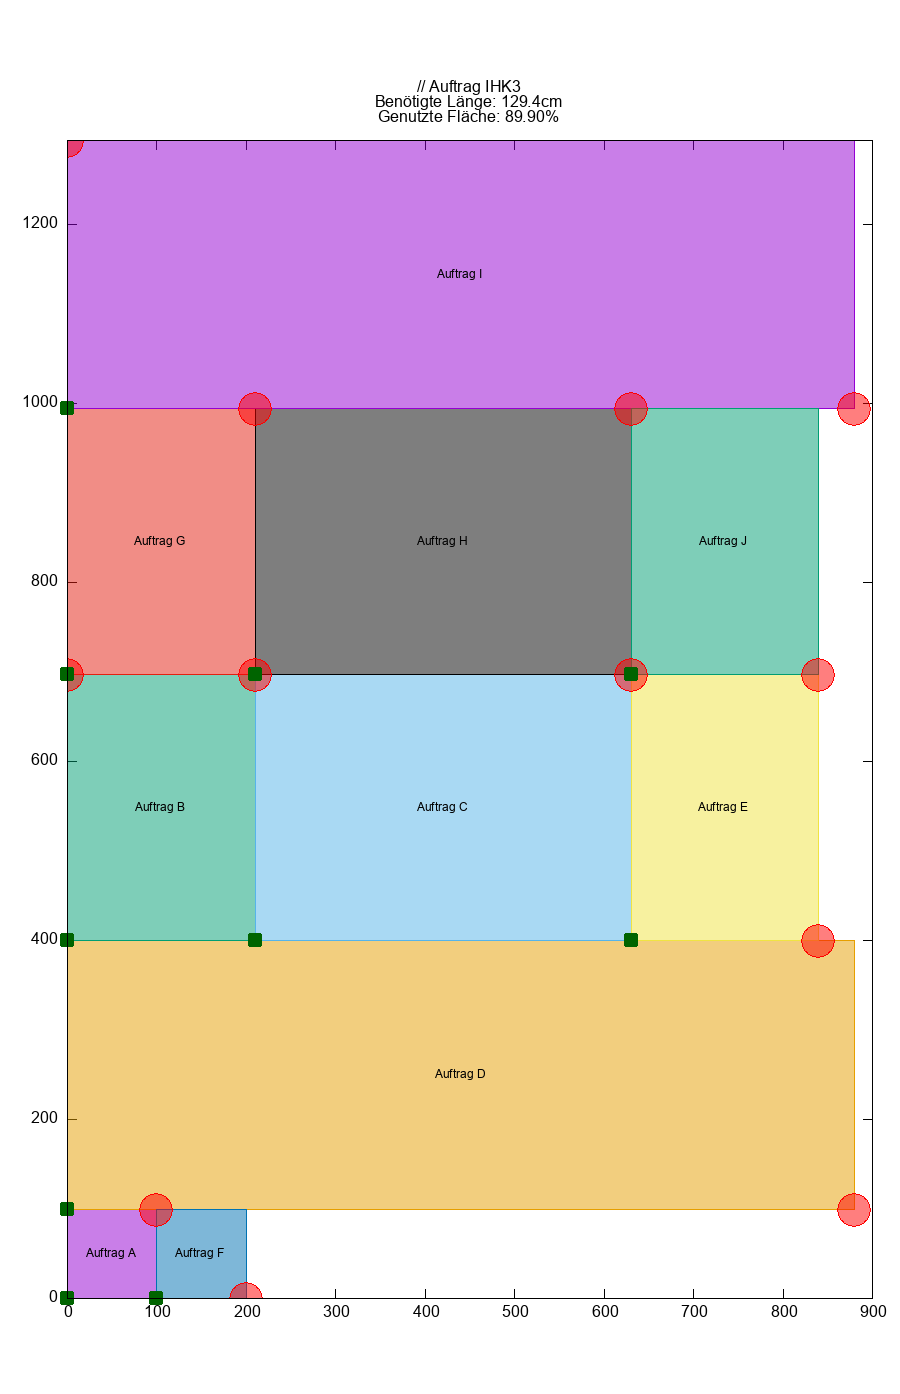 // Auftrag IHK3
Benötigte Länge: 129.4cm
Genutzte Fläche: 89.90%
1200
Auftrag I
1000
Auftrag G
Auftrag H
Auftrag J
800
600
Auftrag B
Auftrag C
Auftrag E
400
Auftrag D
200
Auftrag A
Auftrag F
0
0 100 200 300 400 500 600 700 800 900